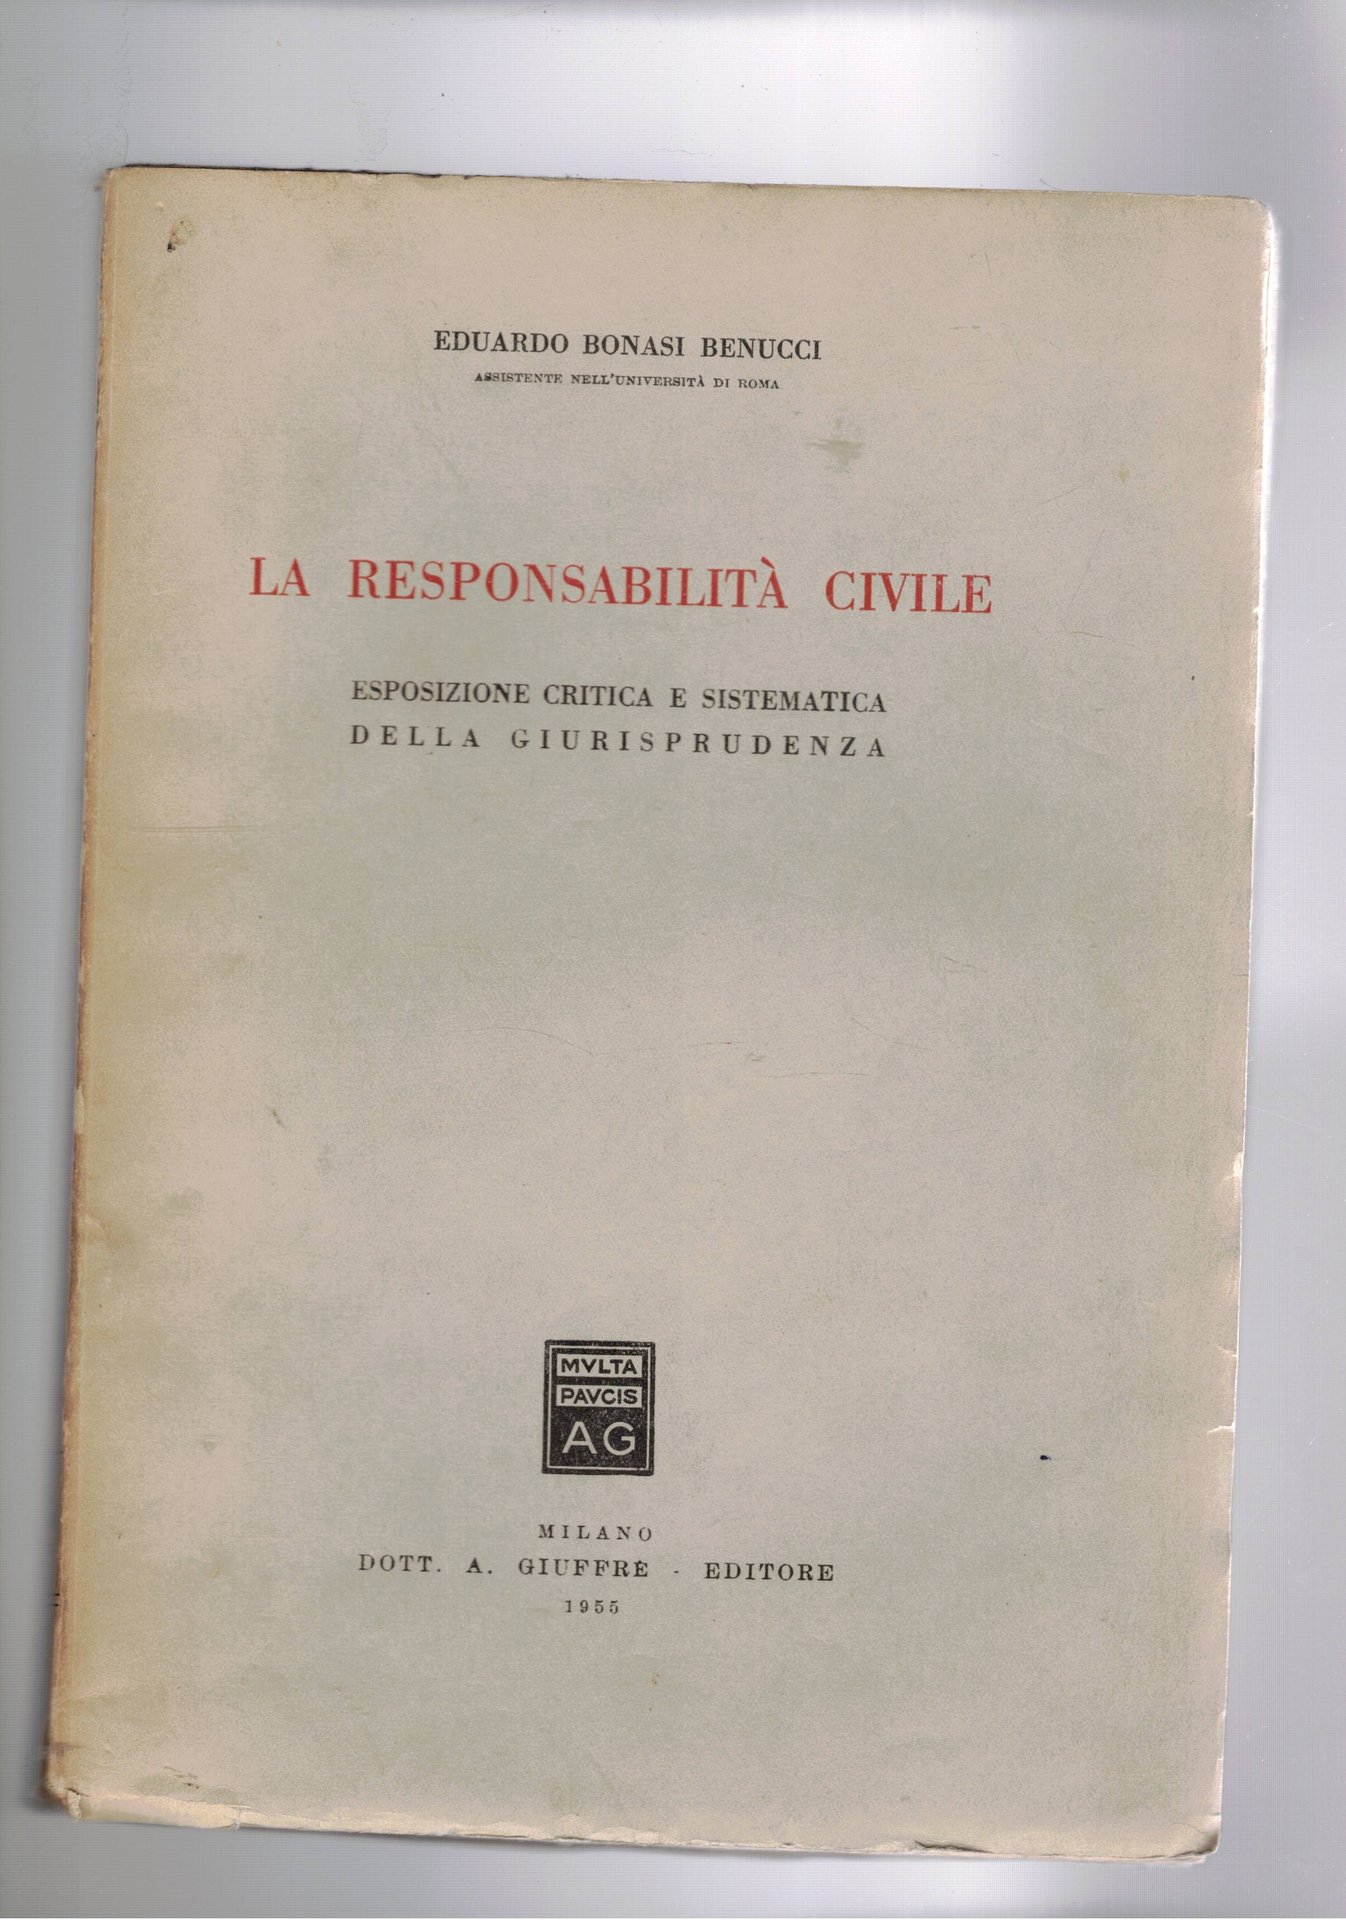 EDUARDO BONASI BENUCCI
ASSISTENTE NELL'UNIVERSITÀ DI ROMA
LA RESPONSABILITÀ CIVILE
ESPOSIZIONE CRITICA E SISTEMATICA
DELLA GIURISPRUDENZA
MVLTA
PAVCIS
AG
MILANO
DOTT. A. GIUFFRÈ - EDITORE
1955